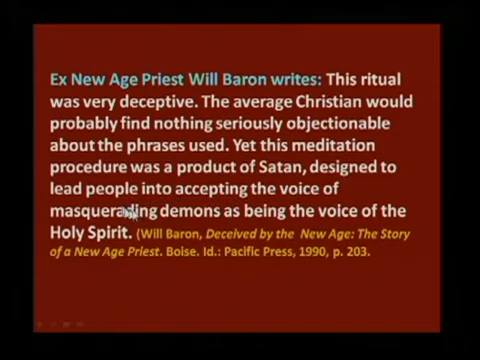 Ex New Age Priest Will Baron writes: This ritual
was very deceptive. The average Christian would
probably find nothing seriously objectionable
about the phrases used. Yet this meditation
procedure was a product of Satan, designed to
lead people into accepting the voice of
masquerading demons as being the voice of the
Holy Spirit. (Will Baron, Deceived by the New Age: The Story
of a New Age Priest. Boise. Id.: Pacific Press, 1990, p. 203.